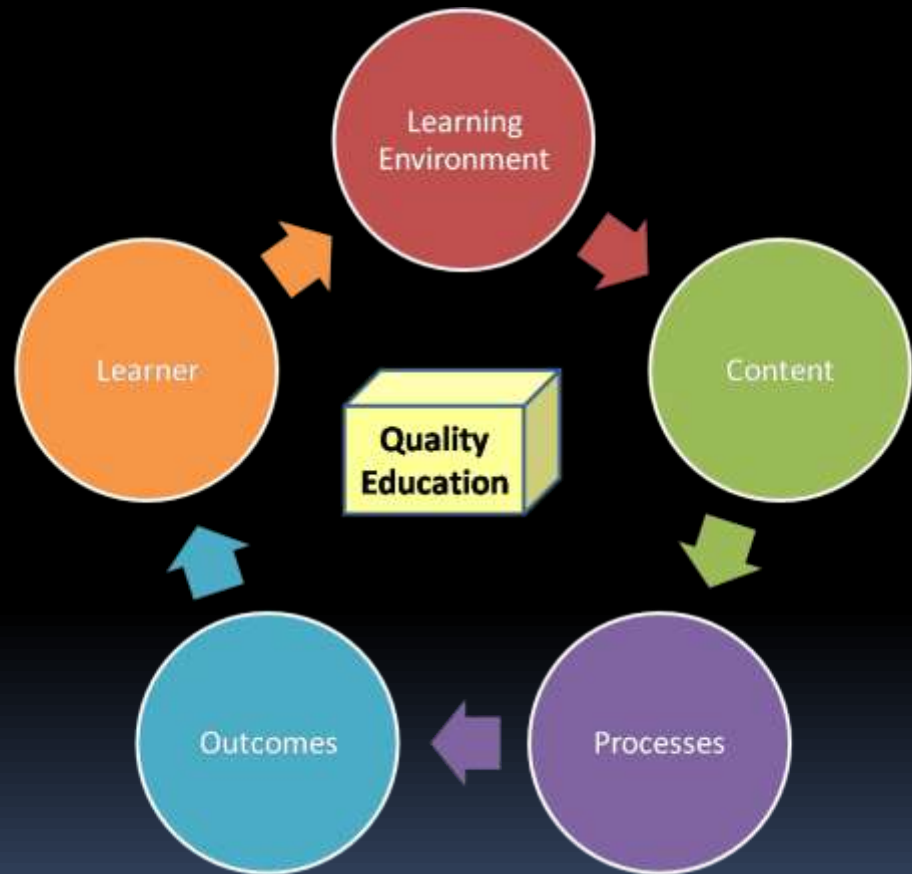 Learning
Environment
Learner
Content
Quality
Education
Outcomes
Processes